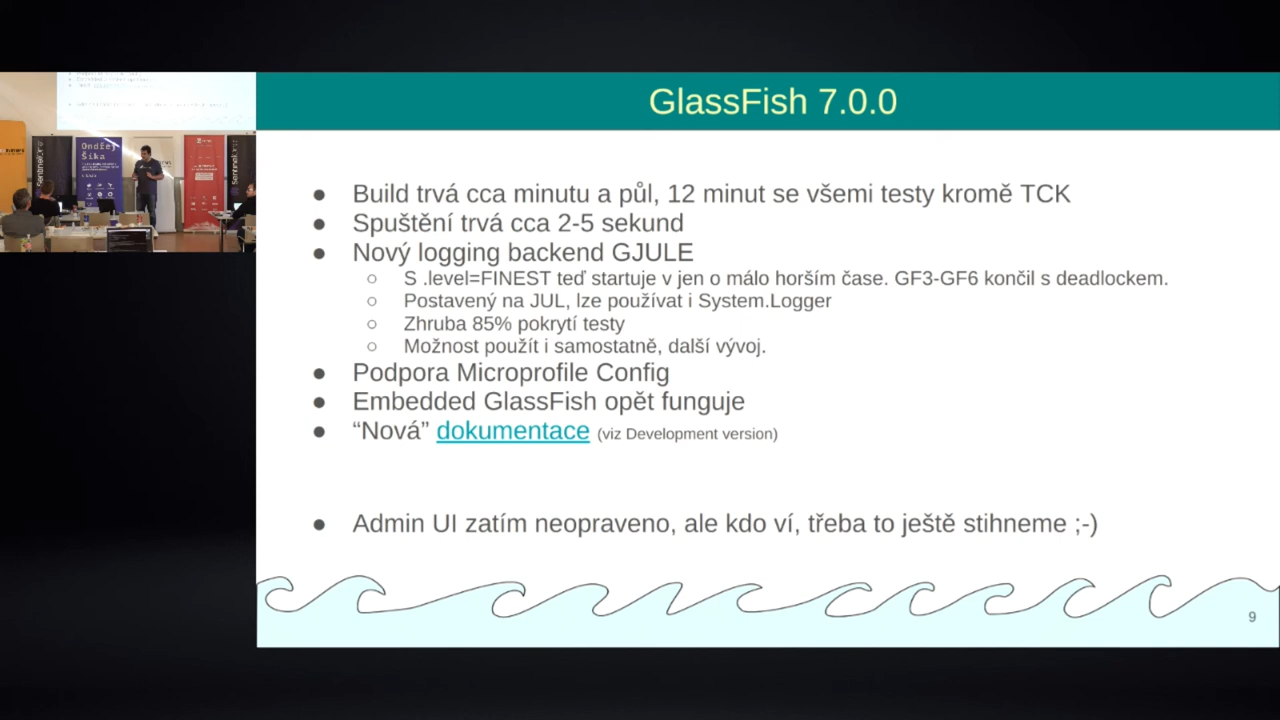 GlassFish 7.0.0
Ondřej
Šika
SentinelOne
SentinelOne
● Build trvá cca minutu a půl, 12 minut se všemi testy kromě TCK
● Spuštění trvá cca 2-5 sekund
● Nový logging backend GJULE
○ S .level=FINEST teď startuje v jen o málo horším čase. GF3-GF6 končil s deadlockem.
○ Postavený na JUL, lze používat i System.Logger
○ Zhruba 85% pokrytí testy
○ Možnost použít i samostatně, další vývoj.
● Podpora Microprofile Config
● Embedded GlassFish opět funguje
● “Nová” dokumentace (viz Development version)
● Admin UI zatím neopraveno, ale kdo ví, třeba to ještě stihneme ;-)
9